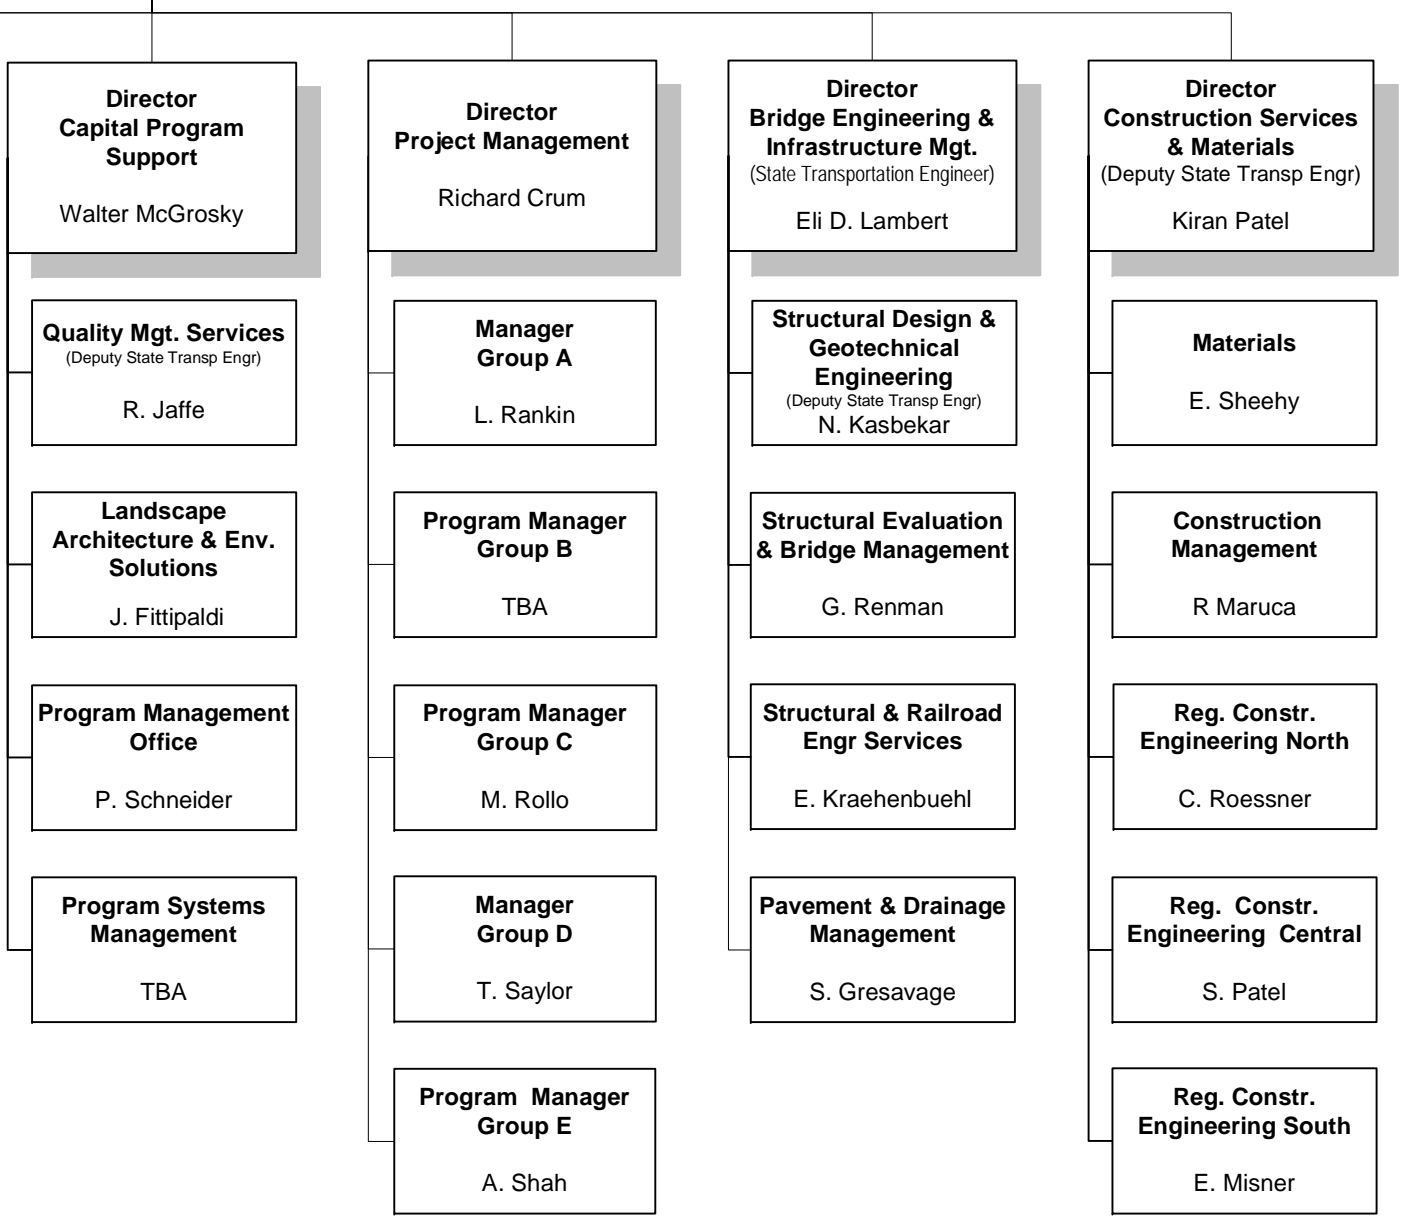 Director
Capital Program
Support
Walter McGrosky
Quality Mgt. Services
(Deputy State Transp Engr)
R. Jaffe
Landscape
Architecture & Env.
Solutions
J. Fittipaldi
Program Management
Office
P. Schneider
Program Systems
Management
TBA
Director
Project Management
Richard Crum
Manager
Group A
L. Rankin
Program Manager
Group B
TBA
Program Manager
Group C
M. Rollo
Manager
Group D
T. Saylor
Program Manager
Group E
A. Shah
Director
Bridge Engineering &
Infrastructure Mgt.
(State Transportation Engineer)
Eli D. Lambert
Structural Design &
Geotechnical
Engineering
(Deputy State Transp Engr)
N. Kasbekar
Structural Evaluation
& Bridge Management
G. Renman
Structural & Railroad
Engr Services
E. Kraehenbuehl
Pavement & Drainage
Management
S. Gresavage
Director
Construction Services
& Materials
(Deputy State Transp Engr)
Kiran Patel
Materials
E. Sheehy
Construction
Management
R Maruca
Reg. Constr.
Engineering North
C. Roessner
Reg. Constr.
Engineering Central
S. Patel
Reg. Constr.
Engineering South
E. Misner